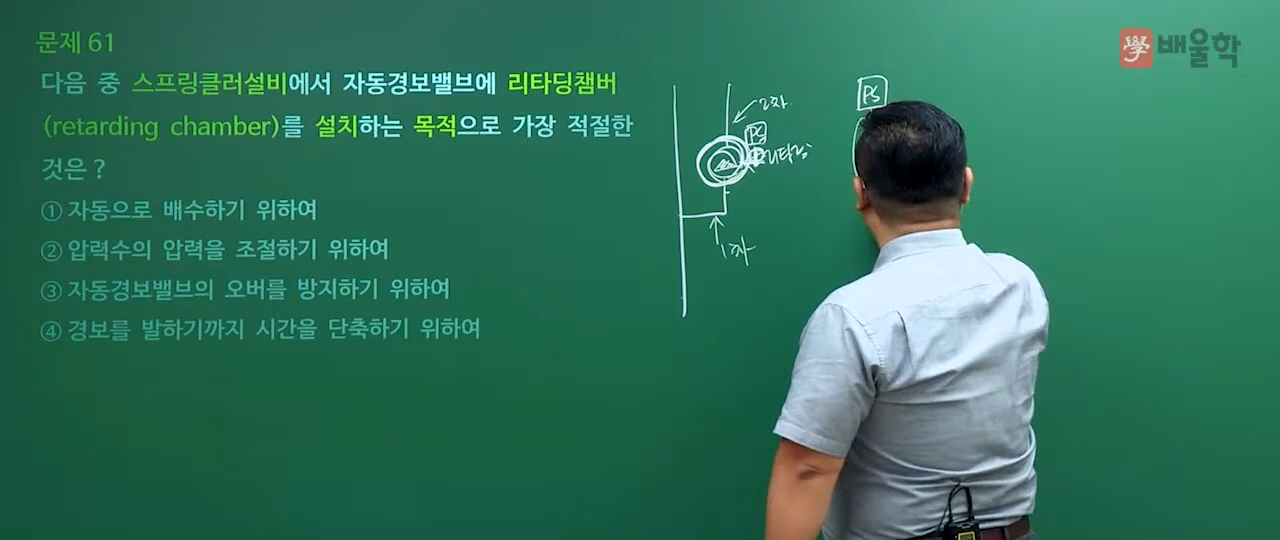 문제 61
다음 중 스프링클러설비에서 자동경보밸브에 리타딩챔버
(retarding chamber)를 설치하는 목적으로 가장 적절한
것은 ?
① 자동으로 배수하기 위하여
② 압력수의 압력을 조절하기 위하여
③ 자동경보밸브의 오버를 방지하기 위하여
④ 경보를 발하기까지 시간을 단축하기 위하여
2차
PS
리타딩
1차
PS
學 배울학